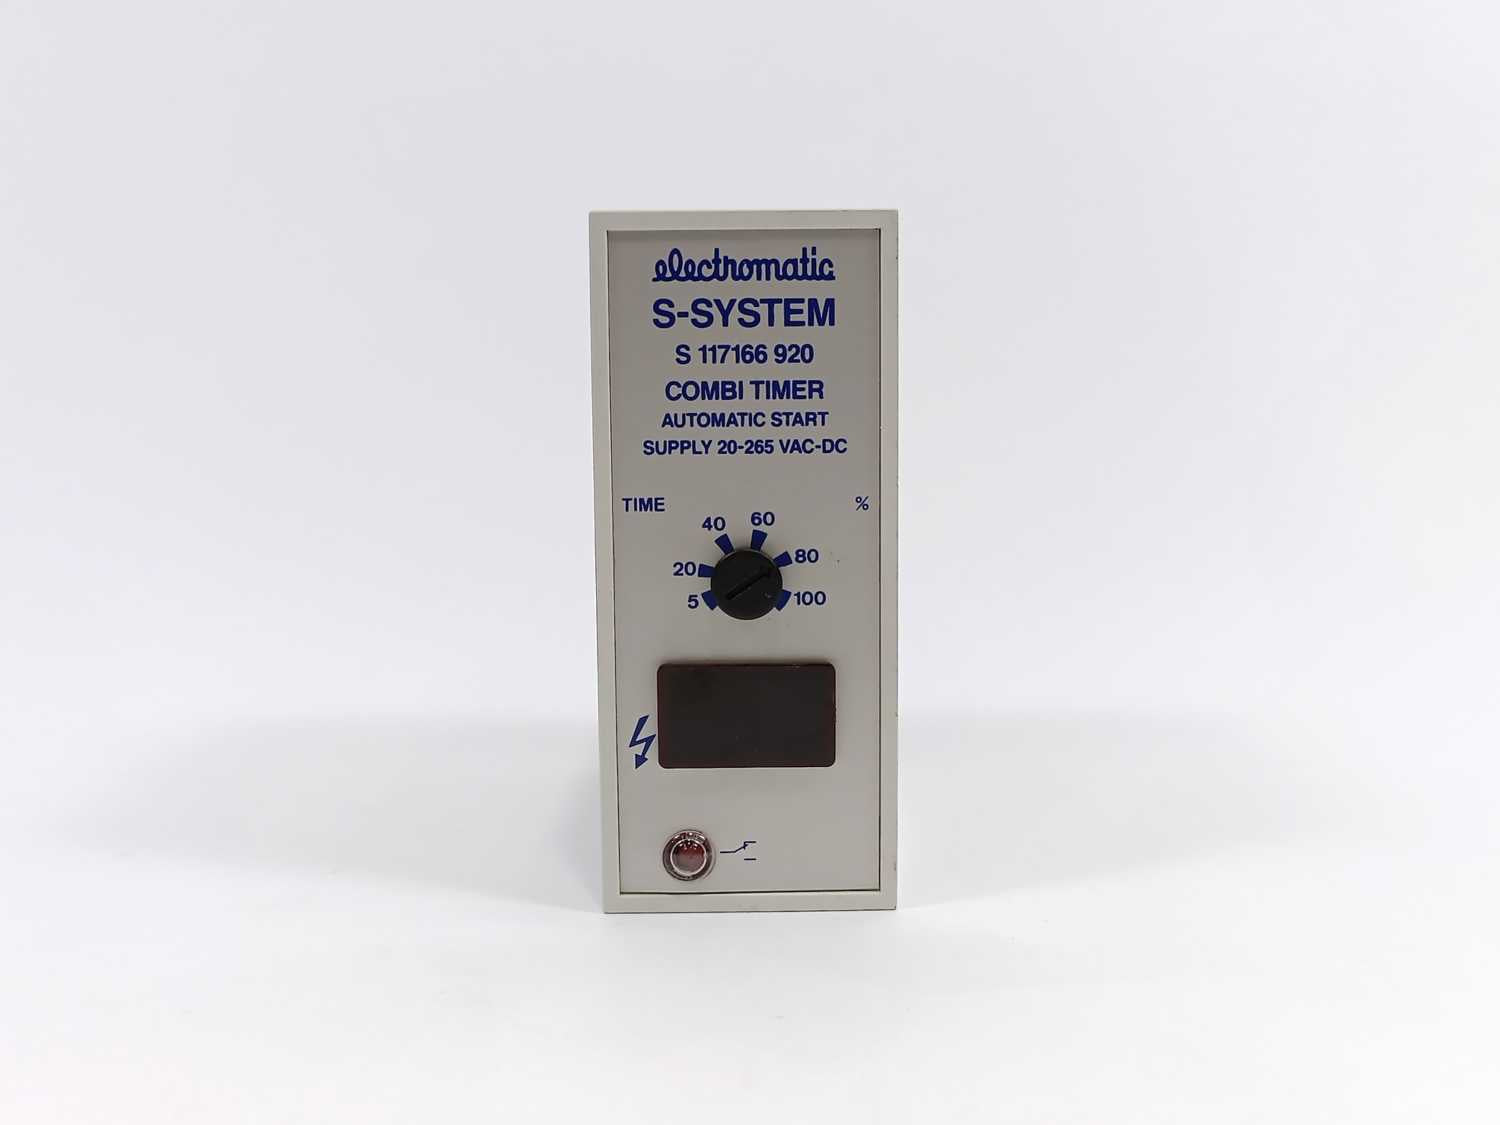 electromatic
S-SYSTEM
S 117166 920
COMBI TIMER
AUTOMATIC START
SUPPLY 20-265 VAC-DC
TIME %
40 60
20 80
5 100